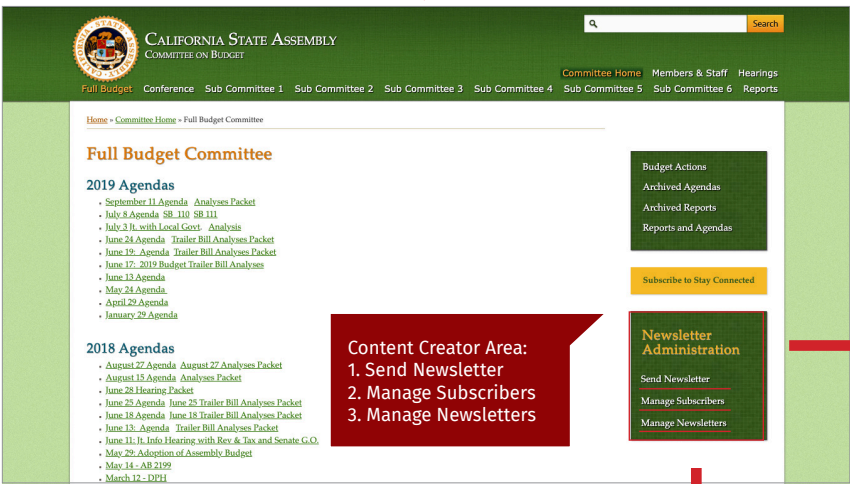 CALIFORNIA STATE ASSEMBLY
COMMITTEE ON BUDGET
Search
Committee Home Members & Staff Hearings
Full Budget Conference Sub Committee 1 Sub Committee 2 Sub Committee 3 Sub Committee 4 Sub Committee 5 Sub Committee 6 Reports
Home » Committee Home » Full Budget Committee
Full Budget Committee
2019 Agendas
September 11 Agenda Analyses Packet
July 8 Agenda SB 110 SB 111
July 3 Jt. with Local Govt. Analysis
June 24 Agenda Trailer Bill Analyses Packet
June 19: Agenda Trailer Bill Analyses Packet
June 17: 2019 Budget Trailer Bill Analyses
June 13 Agenda
May 24 Agenda
April 29 Agenda
January 29 Agenda
2018 Agendas
August 27 Agenda August 27 Analyses Packet
August 15 Agenda Analyses Packet
June 28 Hearing Packet
June 25 Agenda June 25 Trailer Bill Analyses Packet
June 18 Agenda June 18 Trailer Bill Analyses Packet
June 13: Agenda Trailer Bill Analyses Packet
June 11: Jt. Info Hearing with Rev & Tax and Senate G.O.
May 29: Adoption of Assembly Budget
May 14 - AB 2199
March 12 - DPH
Content Creator Area:
1. Send Newsletter
2. Manage Subscribers
3. Manage Newsletters
Budget Actions
Archived Agendas
Archived Reports
Reports and Agendas
Subscribe to Stay Connected
Newsletter
Administration
Send Newsletter
Manage Subscribers
Manage Newsletters